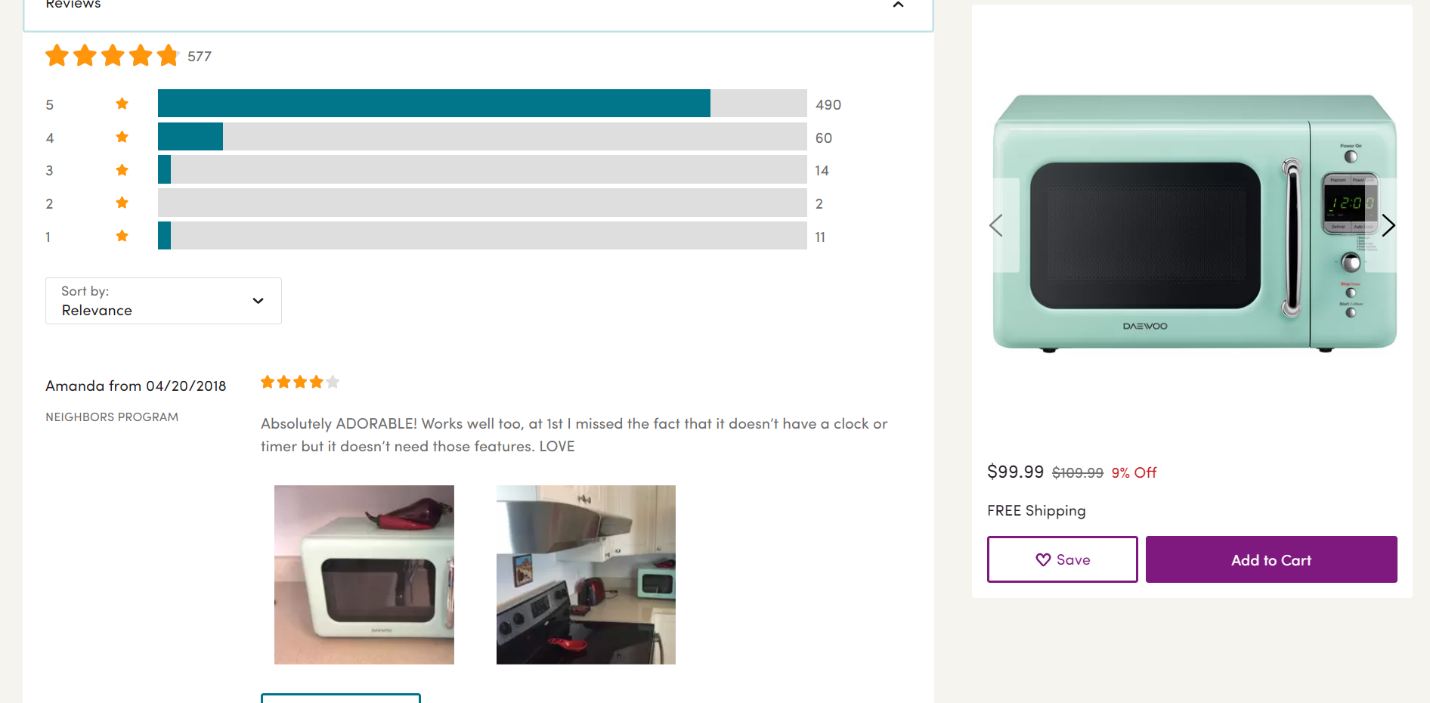 Reviews
577
5 490
4 60
3 14
2 2
1 11
Sort by:
Relevance
Amanda from 04/20/2018
NEIGHBORS PROGRAM
Absolutely ADORABLE! Works well too, at 1st I missed the fact that it doesn't have a clock or
timer but it doesn't need those features. LOVE
DAEWOO
Power On
12:00
DAEWOO
$99.99 $109.99 9% Off
FREE Shipping
Save
Add to Cart